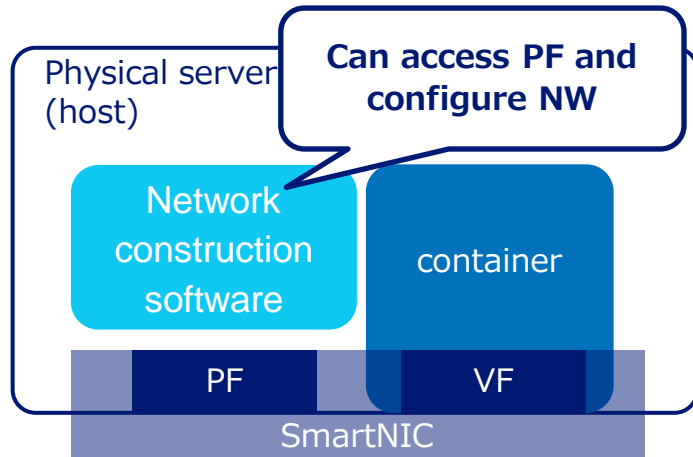 Physical server
(host)
Can access PF and
configure NW
Network
construction
software
container
PF
VF
SmartNIC